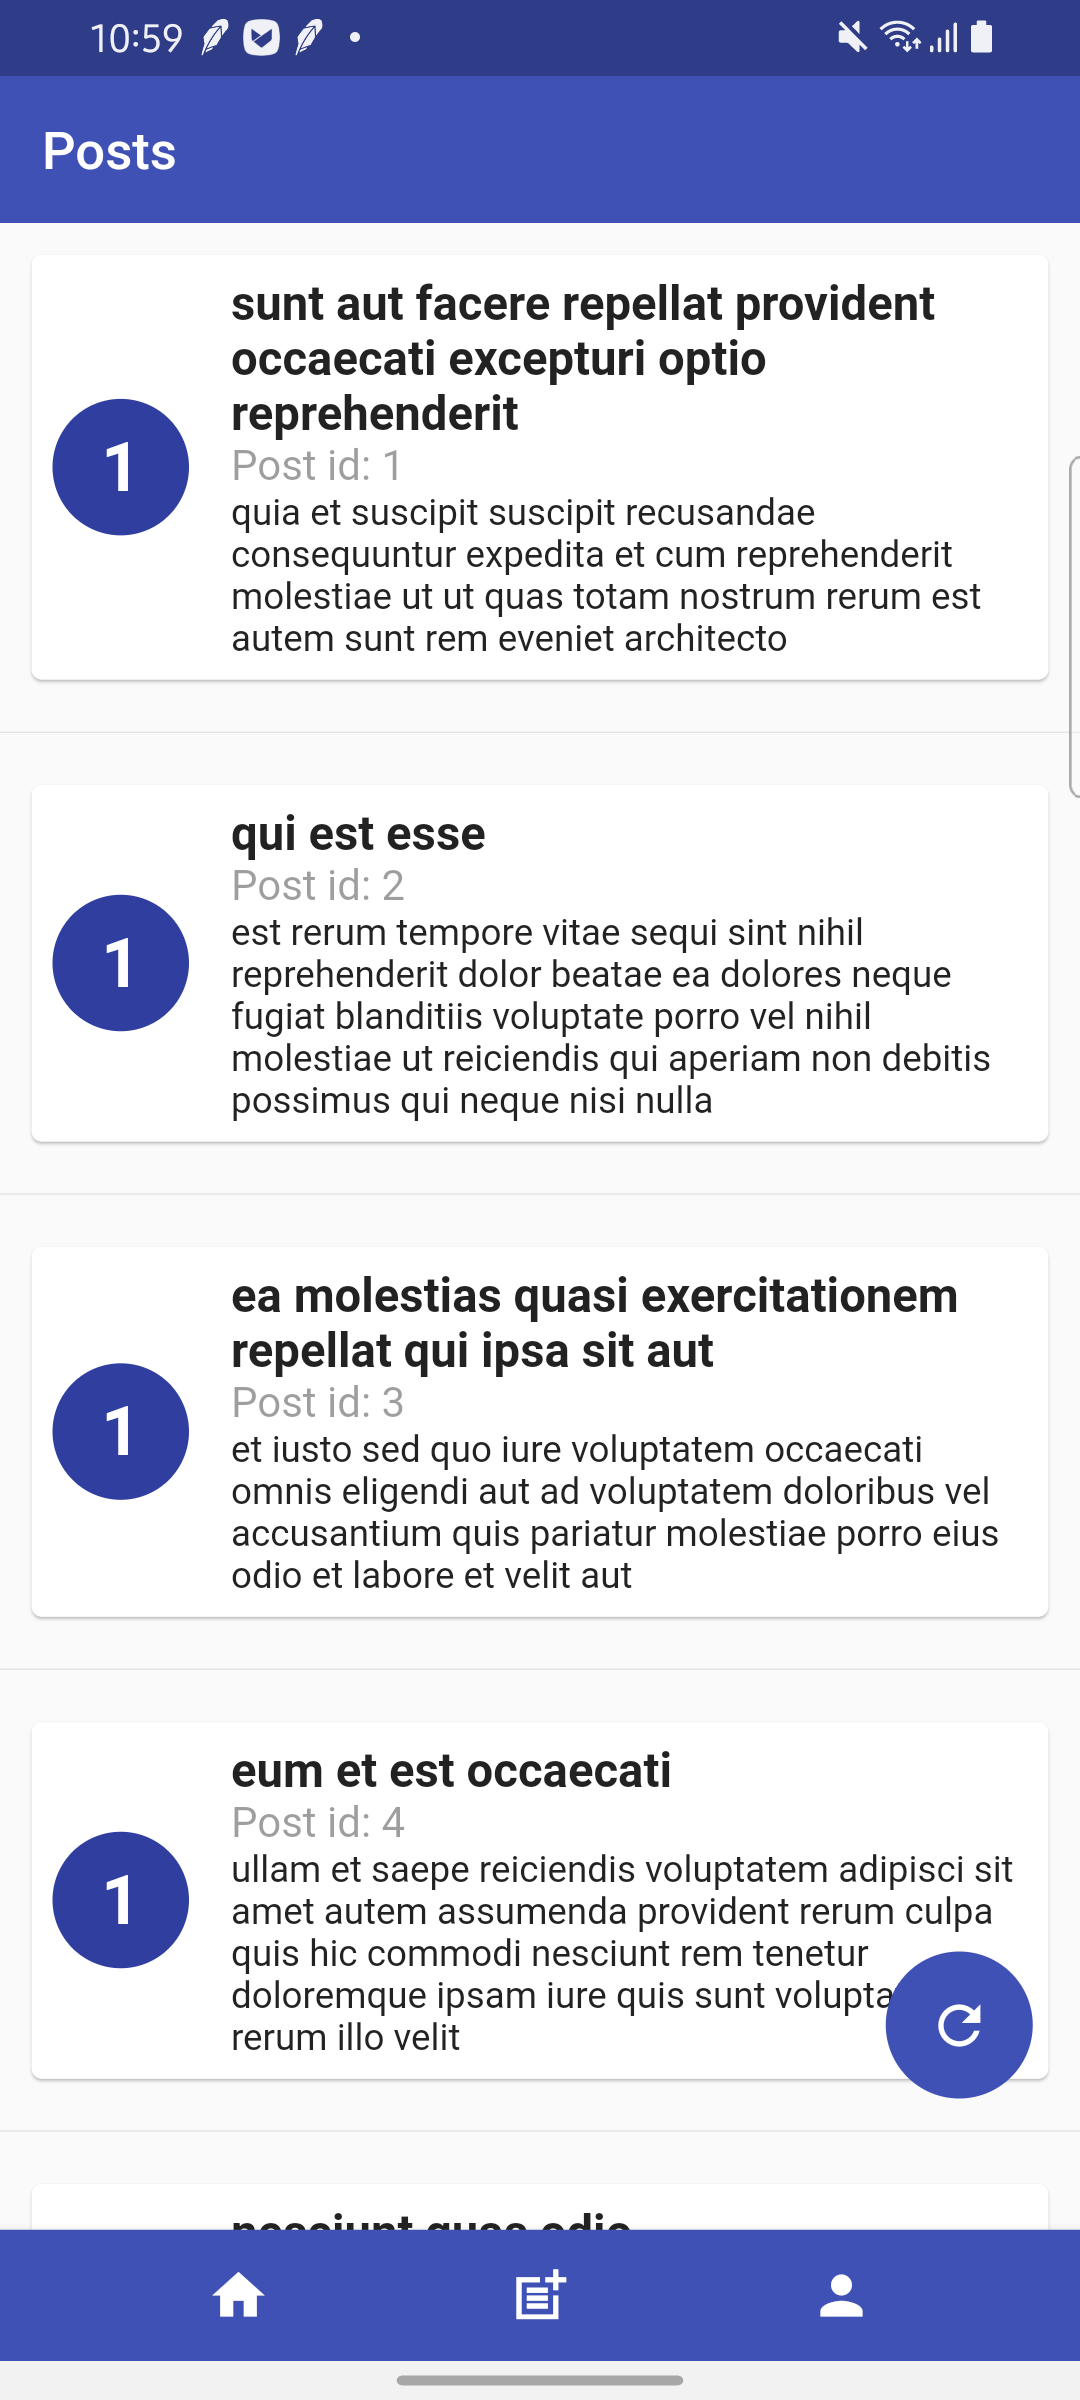 10:59
Posts
sunt aut facere repellat provident
occaecati excepturi optio
reprehenderit
1
Post id: 1
quia et suscipit suscipit recusandae
consequuntur expedita et cum reprehenderit
molestiae ut ut quas totam nostrum rerum est
autem sunt rem eveniet architecto
qui est esse
Post id: 2
1
est rerum tempore vitae sequi sint nihil
reprehenderit dolor beatae ea dolores neque
fugiat blanditiis voluptate porro vel nihil
molestiae ut reiciendis qui aperiam non debitis
possimus qui neque nisi nulla
ea molestias quasi exercitationem
repellat qui ipsa sit aut
Post id: 3
1
et iusto sed quo iure voluptatem occaecati
omnis eligendi aut ad voluptatem doloribus vel
accusantium quis pariatur molestiae porro eius
odio et labore et velit aut
eum et est occaecati
Post id: 4
1
ullam et saepe reiciendis voluptatem adipisci sit
amet autem assumenda provident rerum culpa
quis hic commodi nesciunt rem tenetur
doloremque ipsam iure quis sunt volupta
rerum illo velit
nesciunt quas odio